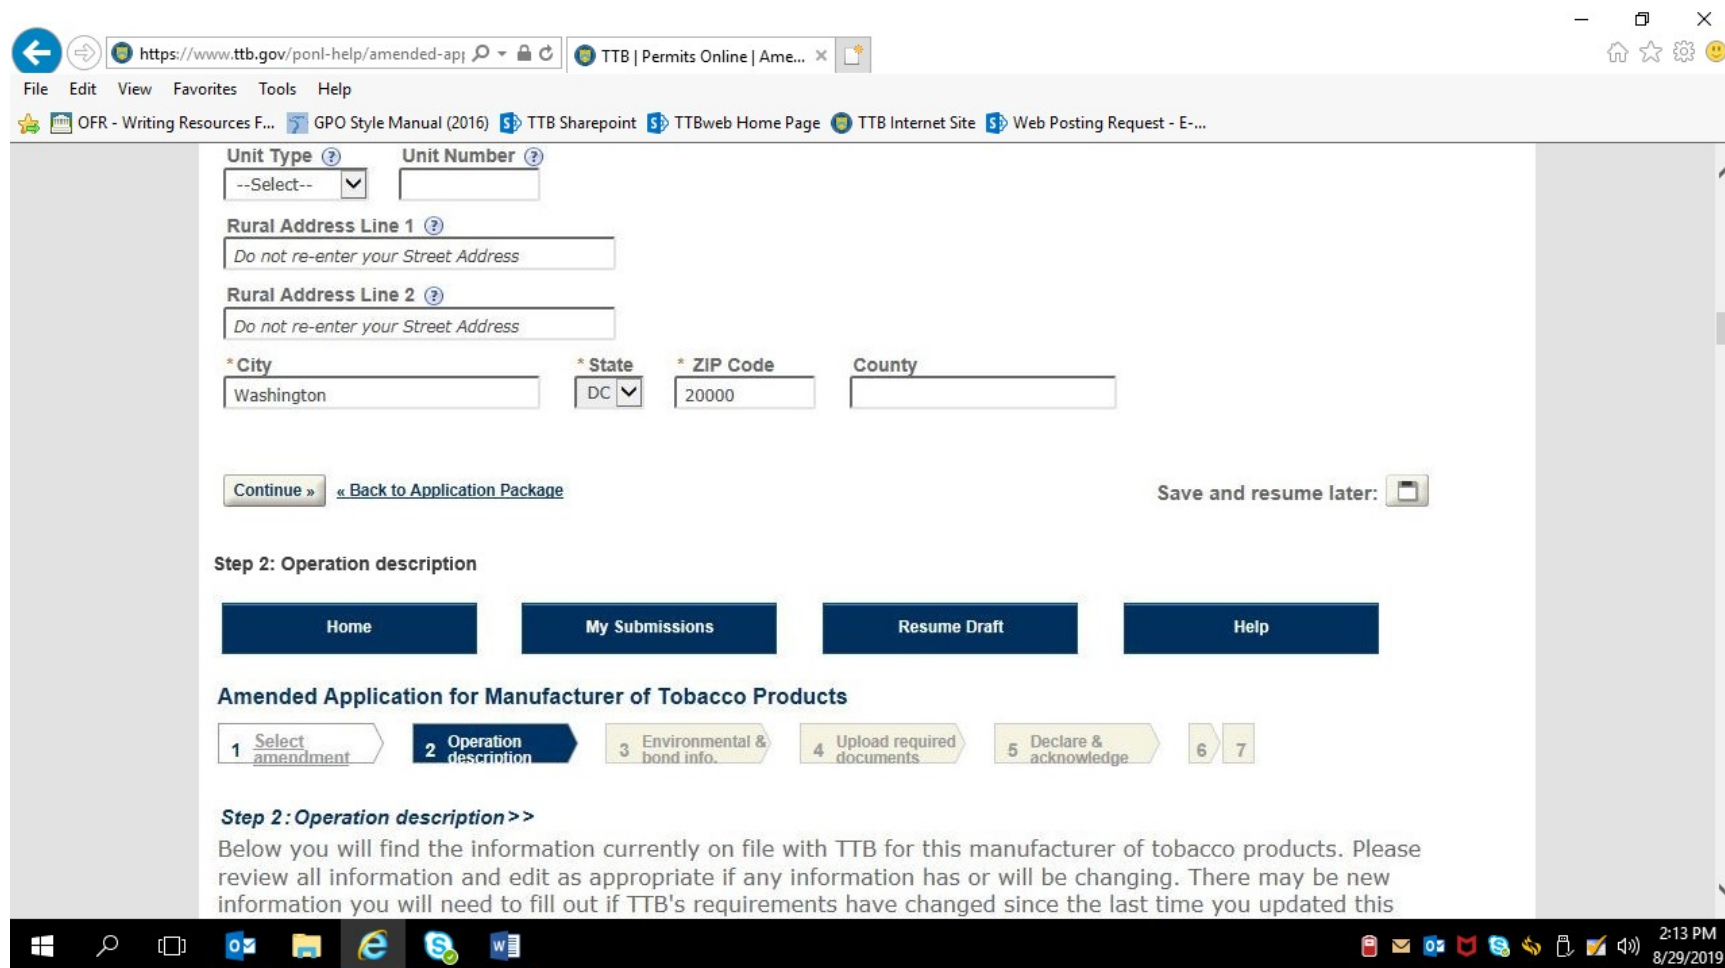 https://www.ttb.gov/ponl-help/amended-ap
TTB | Permits Online | Ame...
File Edit View Favorites Tools Help
OFR - Writing Resources F... GPO Style Manual (2016) TTB Sharepoint TTBweb Home Page TTB Internet Site Web Posting Request - E-...
Unit Type ? Unit Number ?
--Select--
Rural Address Line 1 ?
Do not re-enter your Street Address
Rural Address Line 2 ?
Do not re-enter your Street Address
* City * State * ZIP Code County
Washington DC 20000
Continue » « Back to Application Package Save and resume later:
Step 2: Operation description
Home My Submissions Resume Draft Help
Amended Application for Manufacturer of Tobacco Products
1 Select amendment 2 Operation description 3 Environmental & bond info. 4 Upload required documents 5 Declare & acknowledge 6 7
Step 2: Operation description>>
Below you will find the information currently on file with TTB for this manufacturer of tobacco products. Please
review all information and edit as appropriate if any information has or will be changing. There may be new
information you will need to fill out if TTB's requirements have changed since the last time you updated this
2:13 PM
8/29/2019